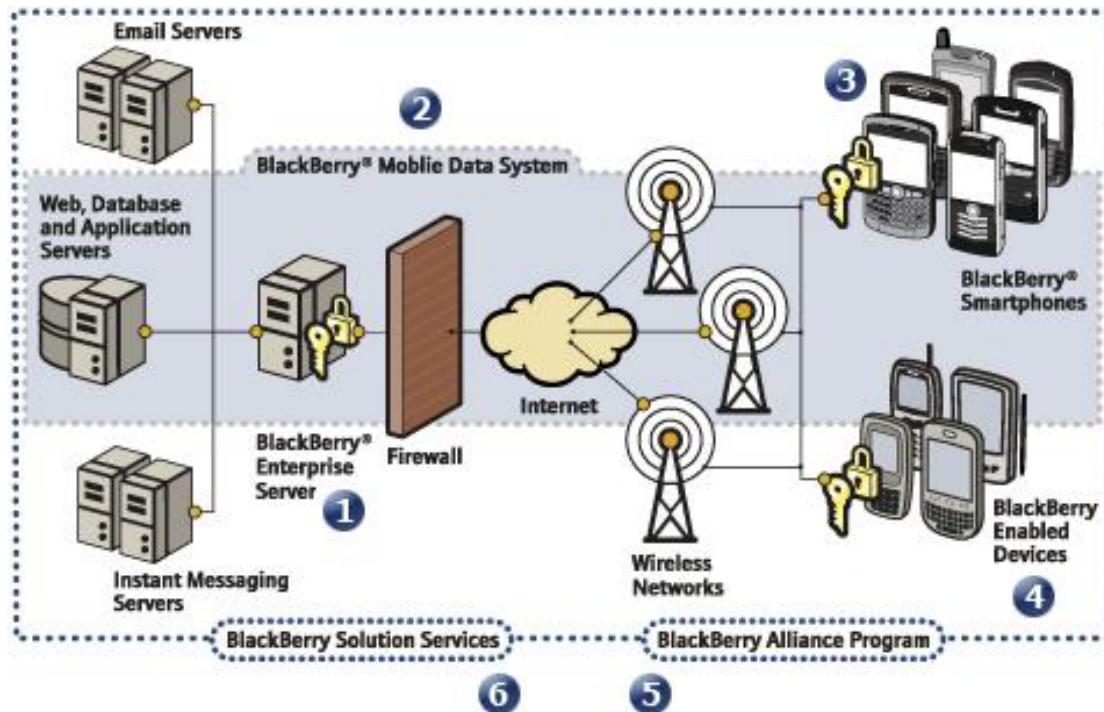 Email Servers
2
3
BlackBerry® Moblie Data System
Web, Database
and Application
Servers
BlackBerry®
Smartphones
Internet
BlackBerry®
Enterprise
Server
1
Firewall
Wireless
Networks
BlackBerry
Enabled
Devices
4
Instant Messaging
Servers
BlackBerry Solution Services
BlackBerry Alliance Program
6
5